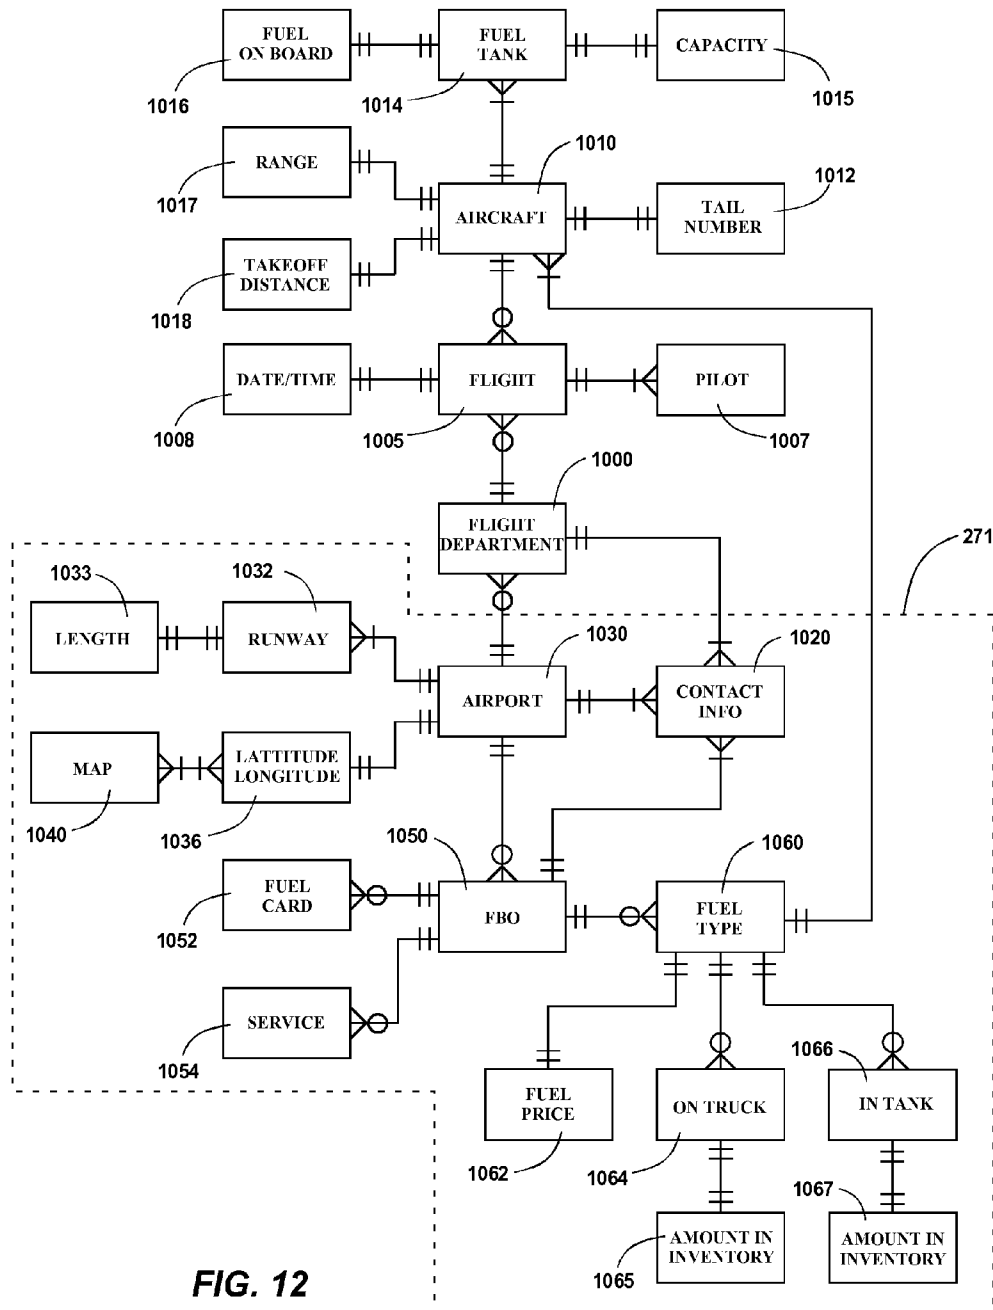 FUEL
ON BOARD
FUEL
TANK
CAPACITY
1016
1014
1015
RANGE
1010
1012
1017
AIRCRAFT
TAIL
NUMBER
TAKEOFF
DISTANCE
1018
DATE/TIME
FLIGHT
PILOT
1008
1005
1007
1000
FLIGHT
DEPARTMENT
271
1033
1032
LENGTH
RUNWAY
1030
1020
AIRPORT
CONTACT
INFO
MAP
LATTITUDE
LONGITUDE
1040
1036
1050
1060
FUEL
CARD
FBO
FUEL
TYPE
1052
SERVICE
1054
1066
FUEL
PRICE
ON TRUCK
IN TANK
1062
1064
1067
AMOUNT IN
INVENTORY
AMOUNT IN
INVENTORY
1065
FIG. 12